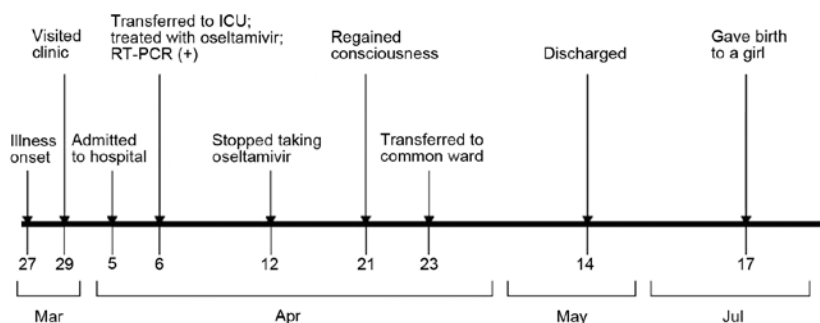 Visited
clinic
Transferred to ICU;
treated with oseltamivir;
RT-PCR (+)
Regained
consciousness
Discharged
Gave birth
to a girl
Illness
onset
Admitted
to hospital
Stopped taking
oseltamivir
Transferred to
common ward
27 29 5 6 12 21 23 14 17
Mar Apr May Jul